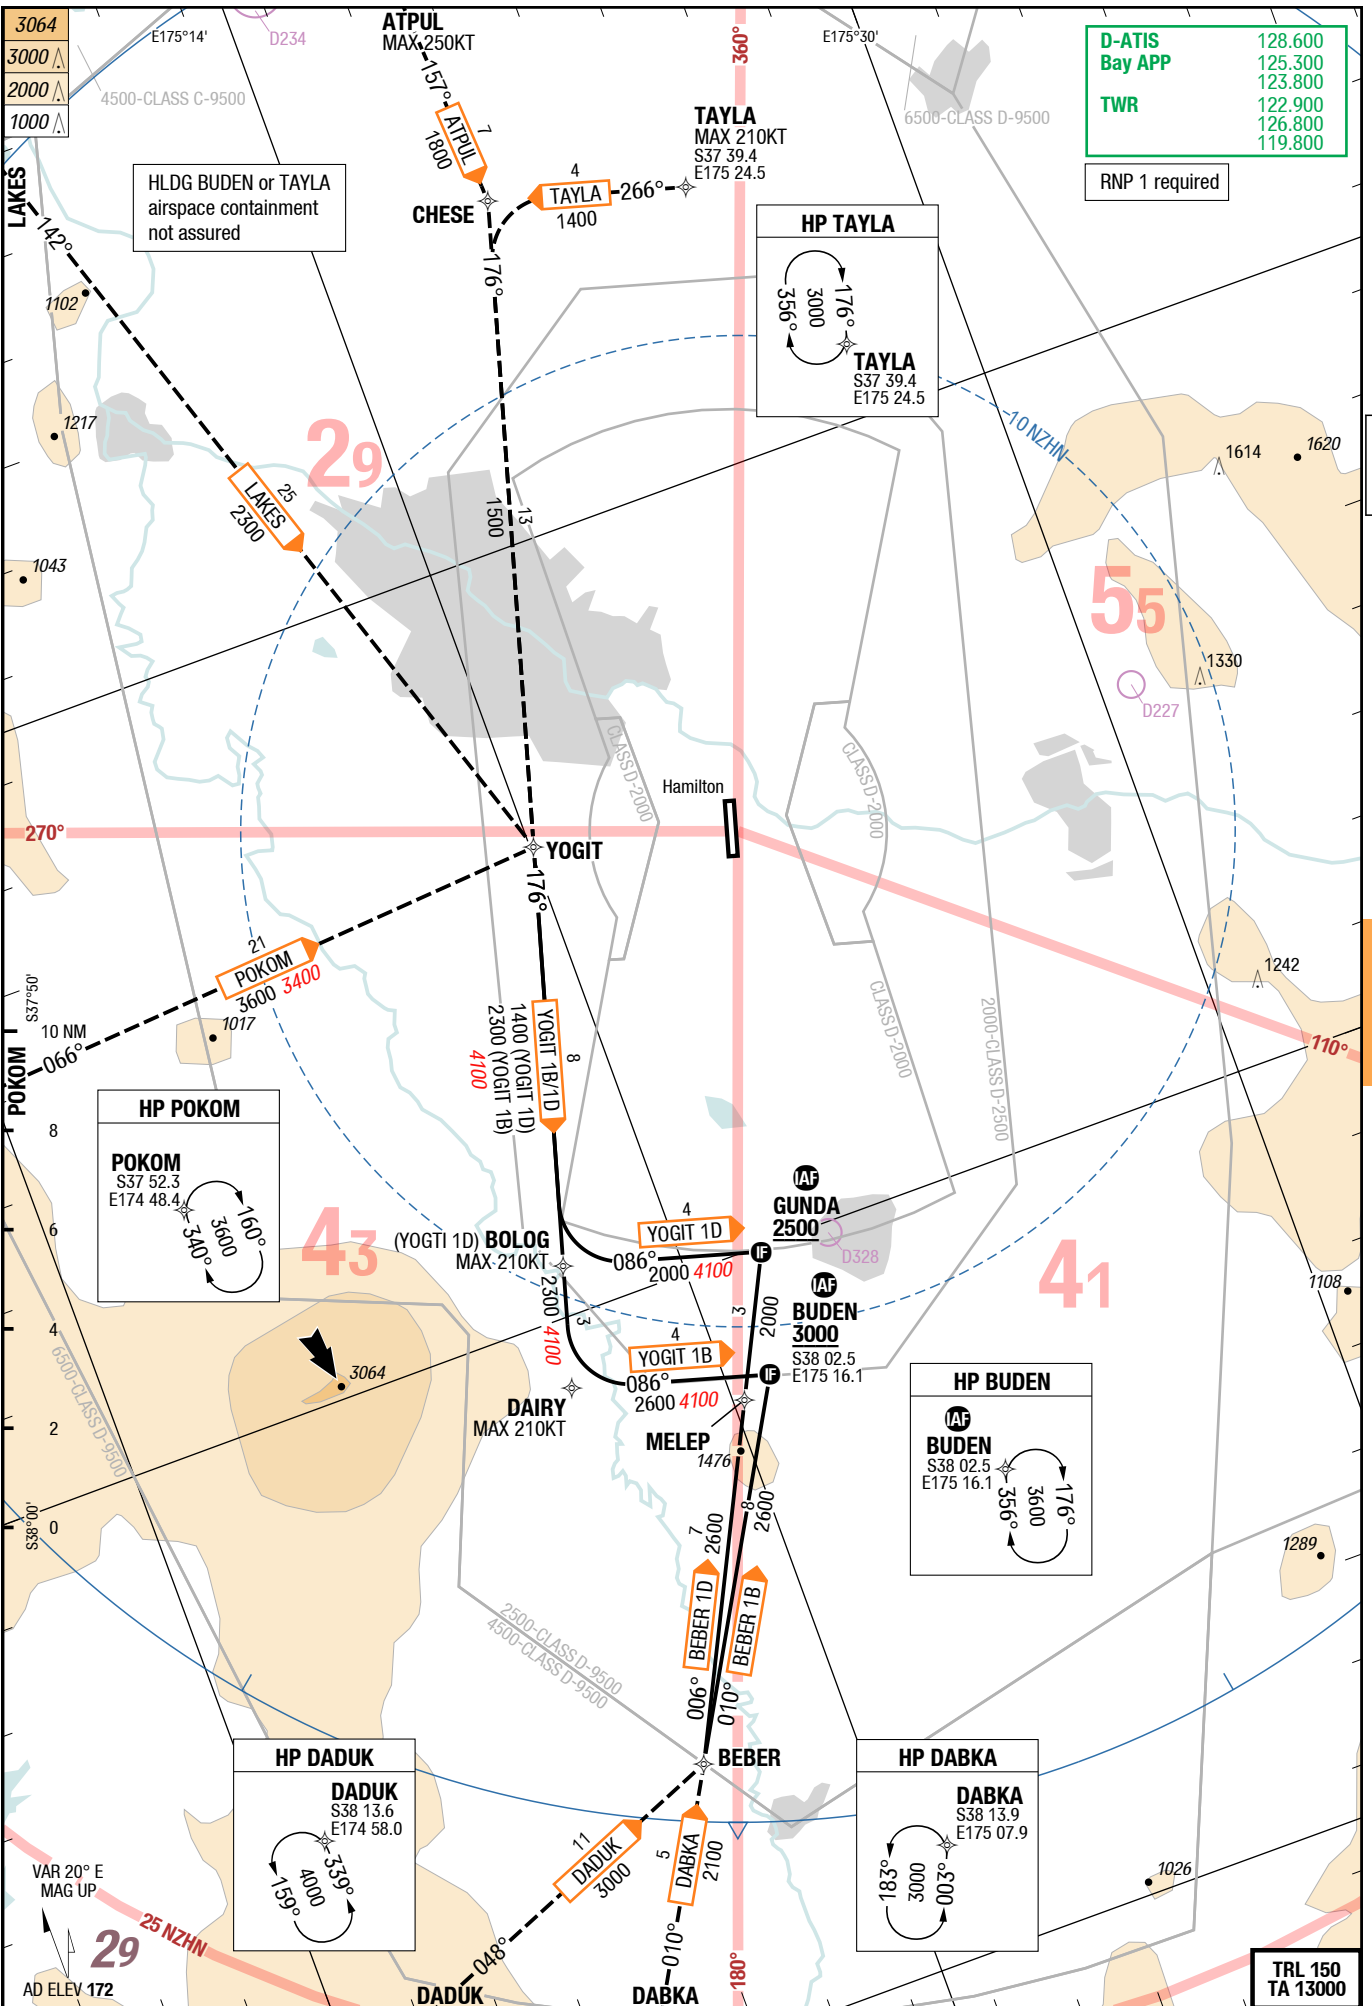 3064
3000
2000
1000
E175°14'
D234
ATPUL
MAX 250KT
157°
7
ATPUL
1800
360°
E175°30'
D-ATIS 128.600
Bay APP 125.300
123.800
TWR 122.900
126.800
119.800
RNP 1 required
4500-CLASS C-9500
6500-CLASS D-9500
TAYLA
MAX 210KT
S37 39.4
E175 24.5
4
TAYLA
1400
266°
CHESE
176°
LAKES
142°
HLDG BUDEN or TAYLA
airspace containment
not assured
HP TAYLA
356°
3000
176°
TAYLA
S37 39.4
E175 24.5
1102
1217
29
10 NZHN
1614
1620
25
LAKES
2300
1500
13
1043
55
1330
D227
CLASS D-2000
CLASS D-2000
Hamilton
270°
YOGIT
176°
21
POKOM
3600 3400
066°
POKOM
S37°50'
10 NM
1017
1242
110°
CLASS D-2000
2000-CLASS D-2500
8
YOGIT 1B/1D
1400 (YOGIT 1D)
2300 (YOGIT 1B)
4100
HP POKOM
POKOM
S37 52.3
E174 48.4
340°
3600
160°
8
6
4
2
0
S38°00'
43
(YOGTI 1D) BOLOG
MAX 210KT
4
YOGIT 1D
086°
2000 4100
IAF
GUNDA
2500
IF
D328
IAF
BUDEN
3000
S38 02.5
E175 16.1
IF
41
1108
2300
4100
3
4
YOGIT 1B
086°
2600 4100
3
2000
3064
DAIRY
MAX 210KT
MELEP
1476
HP BUDEN
IAF
BUDEN
S38 02.5
E175 16.1
356°
3600
176°
6500-CLASS D-9500
1289
7
2600
8
2600
BEBER 1D
BEBER 1B
006°
010°
2500-CLASS D-9500
4500-CLASS D-9500
BEBER
HP DADUK
DADUK
S38 13.6
E174 58.0
159°
4000
339°
HP DABKA
DABKA
S38 13.9
E175 07.9
183°
3000
003°
11
DADUK
3000
048°
DADUK
5
DABKA
2100
010°
DABKA
180°
1026
VAR 20° E
MAG UP
29
25 NZHN
AD ELEV 172
TRL 150
TA 13000